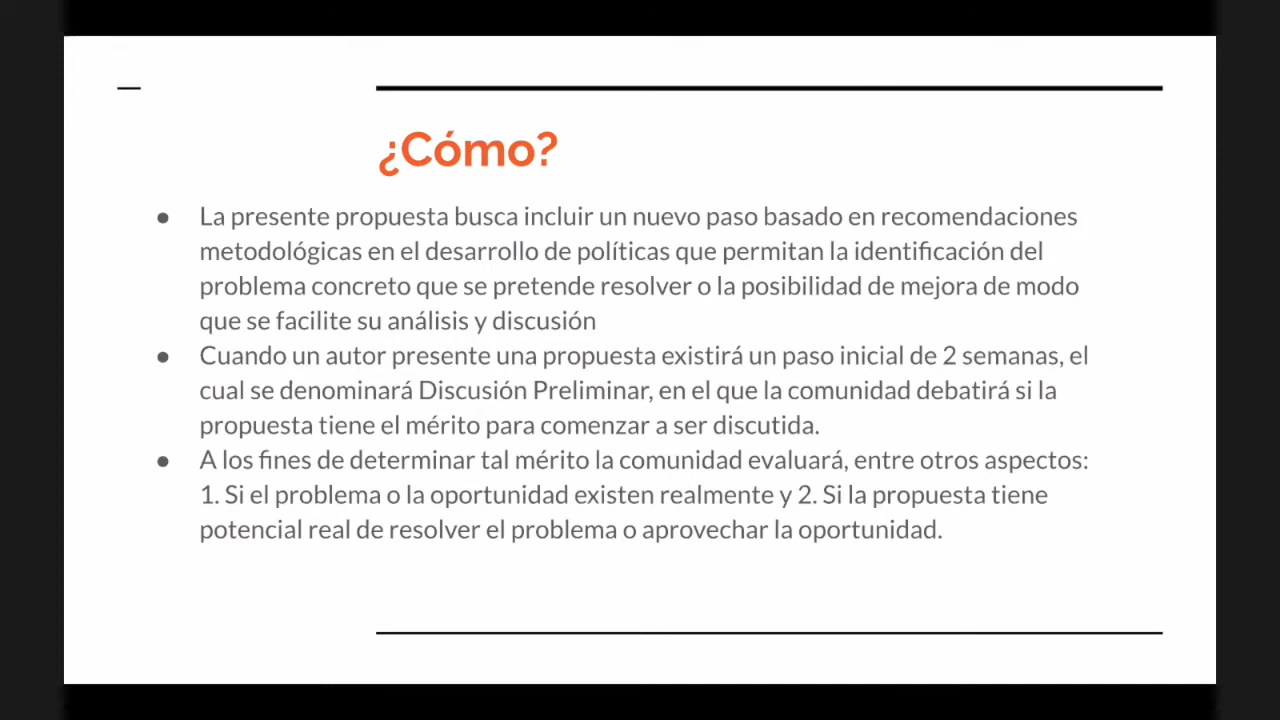 ¿Cómo?
● La presente propuesta busca incluir un nuevo paso basado en recomendaciones
metodológicas en el desarrollo de políticas que permitan la identificación del
problema concreto que se pretende resolver o la posibilidad de mejora de modo
que se facilite su análisis y discusión
● Cuando un autor presente una propuesta existirá un paso inicial de 2 semanas, el
cual se denominará Discusión Preliminar, en el que la comunidad debatirá si la
propuesta tiene el mérito para comenzar a ser discutida.
● A los fines de determinar tal mérito la comunidad evaluará, entre otros aspectos:
1. Si el problema o la oportunidad existen realmente y 2. Si la propuesta tiene
potencial real de resolver el problema o aprovechar la oportunidad.